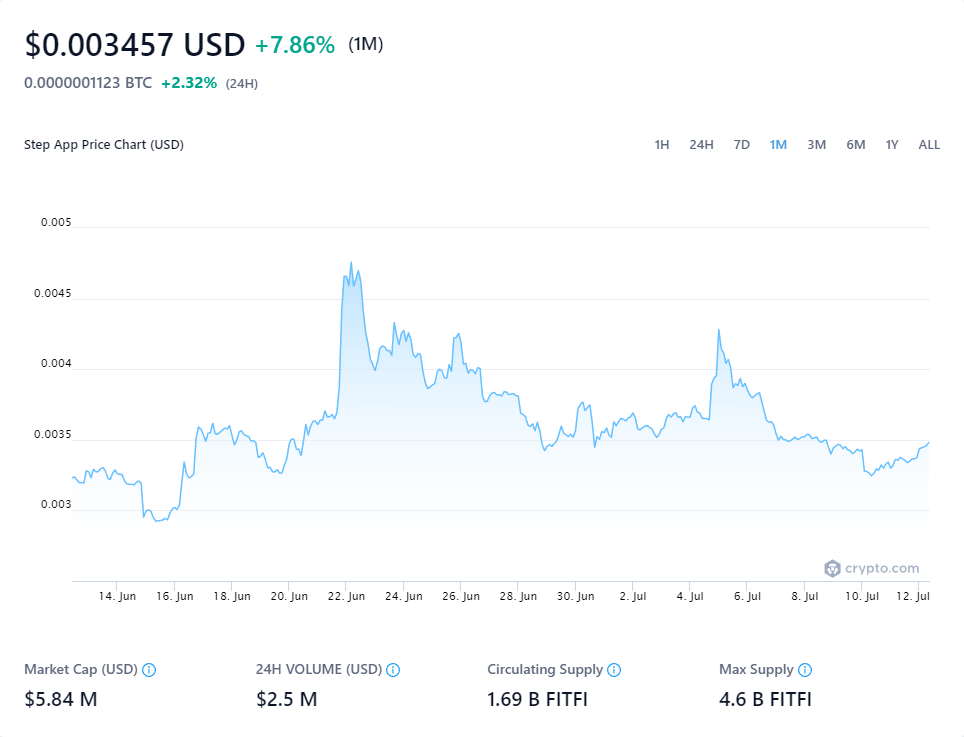 $0.003457 USD +7.86% (1M)
0.0000001123 BTC +2.32% (24H)
Step App Price Chart (USD) 1H 24H 7D 1M 3M 6M 1Y ALL
0.005
0.0045
0.004
0.0035
0.003
crypto.com
14. Jun 16. Jun 18. Jun 20. Jun 22. Jun 24. Jun 26. Jun 28. Jun 30. Jun 2. Jul 4. Jul 6. Jul 8. Jul 10. Jul 12. Jul
Market Cap (USD) 24H VOLUME (USD) Circulating Supply Max Supply
$5.84 M $2.5 M 1.69 B FITFI 4.6 B FITFI